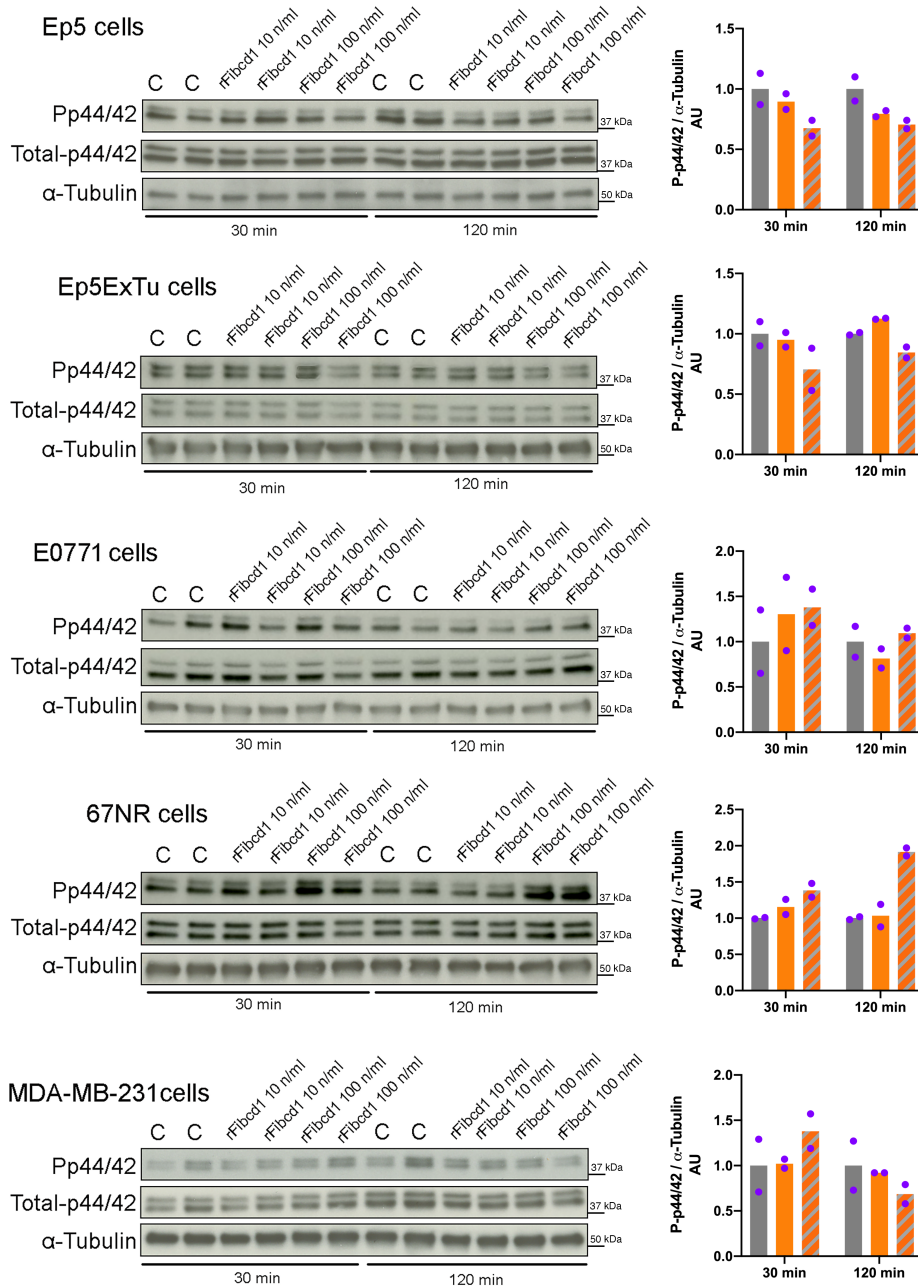 Ep5 cells
C C rFibcd1 10 n/ml rFibcd1 10 n/ml rFibcd1 100 n/ml rFibcd1 100 n/ml C C rFibcd1 10 n/ml rFibcd1 10 n/ml rFibcd1 100 n/ml rFibcd1 100 n/ml
Pp44/42 37 kDa
Total-p44/42 37 kDa
α-Tubulin 50 kDa
30 min 120 min
P-p44/42 / α-Tubulin
AU
1.5
1.0
0.5
0.0
30 min 120 min
Ep5ExTu cells
C C rFibcd1 10 n/ml rFibcd1 10 n/ml rFibcd1 100 n/ml rFibcd1 100 n/ml C C rFibcd1 10 n/ml rFibcd1 10 n/ml rFibcd1 100 n/ml rFibcd1 100 n/ml
Pp44/42 37 kDa
Total-p44/42 37 kDa
α-Tubulin 50 kDa
30 min 120 min
P-p44/42 / α-Tubulin
AU
1.5
1.0
0.5
0.0
30 min 120 min
E0771 cells
C C rFibcd1 10 n/ml rFibcd1 10 n/ml rFibcd1 100 n/ml rFibcd1 100 n/ml C C rFibcd1 10 n/ml rFibcd1 10 n/ml rFibcd1 100 n/ml rFibcd1 100 n/ml
Pp44/42 37 kDa
Total-p44/42 37 kDa
α-Tubulin 50 kDa
30 min 120 min
P-p44/42 / α-Tubulin
AU
2.0
1.5
1.0
0.5
0.0
30 min 120 min
67NR cells
C C rFibcd1 10 n/ml rFibcd1 10 n/ml rFibcd1 100 n/ml rFibcd1 100 n/ml C C rFibcd1 10 n/ml rFibcd1 10 n/ml rFibcd1 100 n/ml rFibcd1 100 n/ml
Pp44/42 37 kDa
Total-p44/42 37 kDa
α-Tubulin 50 kDa
30 min 120 min
P-p44/42 / α-Tubulin
AU
2.5
2.0
1.5
1.0
0.5
0.0
30 min 120 min
MDA-MB-231cells
C C rFibcd1 10 n/ml rFibcd1 10 n/ml rFibcd1 100 n/ml rFibcd1 100 n/ml C C rFibcd1 10 n/ml rFibcd1 10 n/ml rFibcd1 100 n/ml rFibcd1 100 n/ml
Pp44/42 37 kDa
Total-p44/42 37 kDa
α-Tubulin 50 kDa
30 min 120 min
P-p44/42 / α-Tubulin
AU
2.0
1.5
1.0
0.5
0.0
30 min 120 min